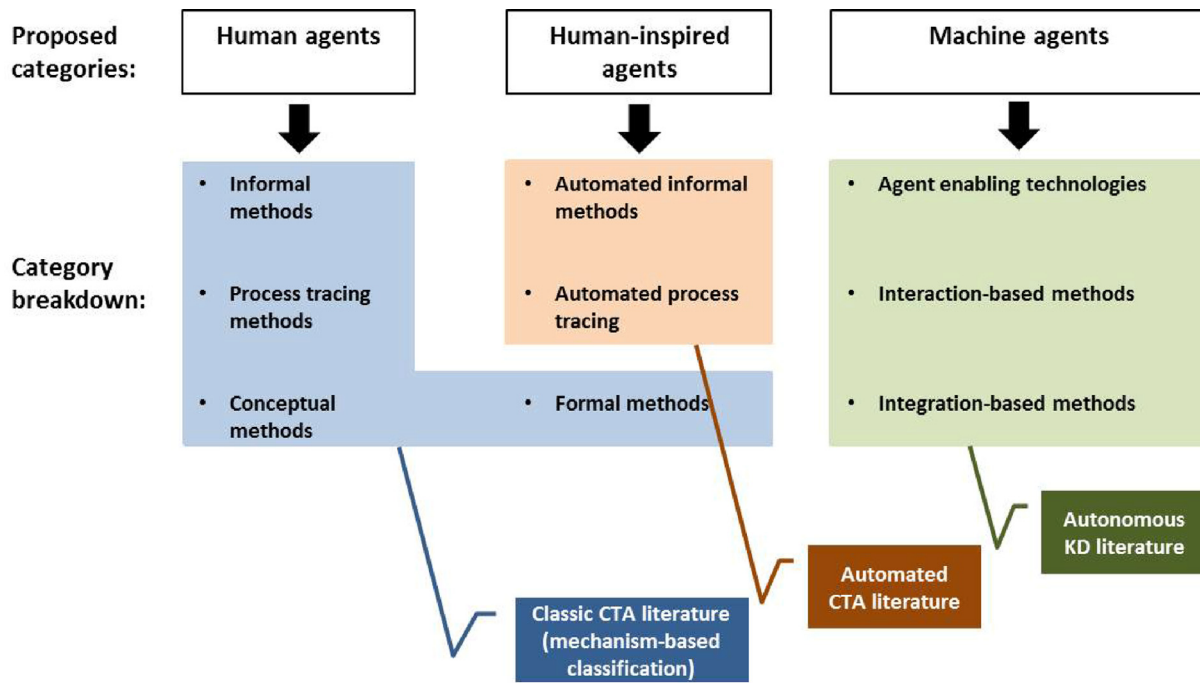 Proposed
categories:
Human agents
Human-inspired
agents
Machine agents
Category
breakdown:
• Informal
methods
• Process tracing
methods
• Conceptual
methods
• Automated informal
methods
• Automated process
tracing
• Formal methods
• Agent enabling technologies
• Interaction-based methods
• Integration-based methods
Classic CTA literature
(mechanism-based
classification)
Automated
CTA literature
Autonomous
KD literature